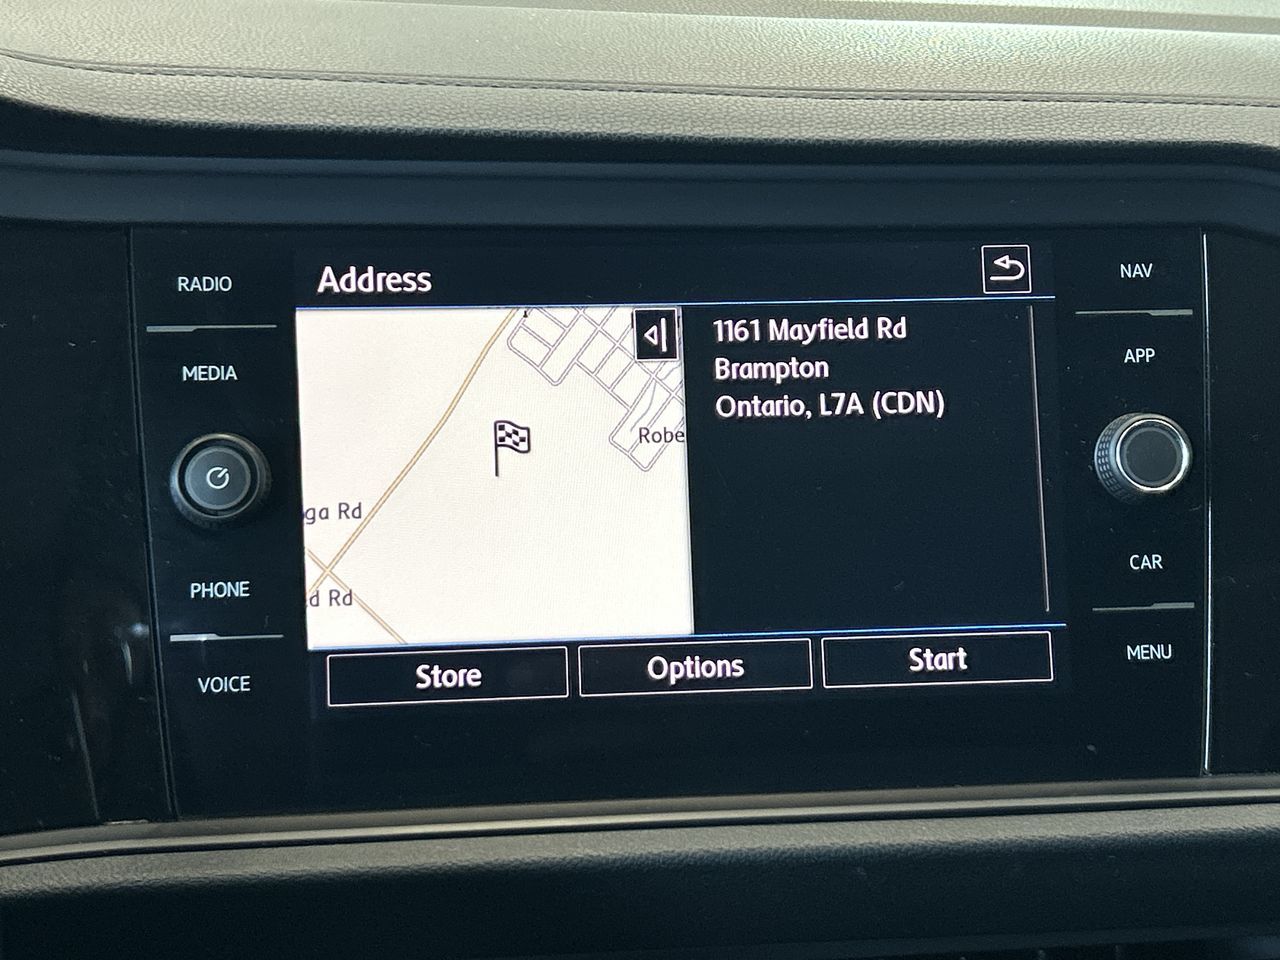 RADIO
MEDIA
PHONE
VOICE
Address
1161 Mayfield Rd
Brampton
Ontario, L7A (CDN)
Robe
ga Rd
d Rd
Store
Options
Start
NAV
APP
CAR
MENU